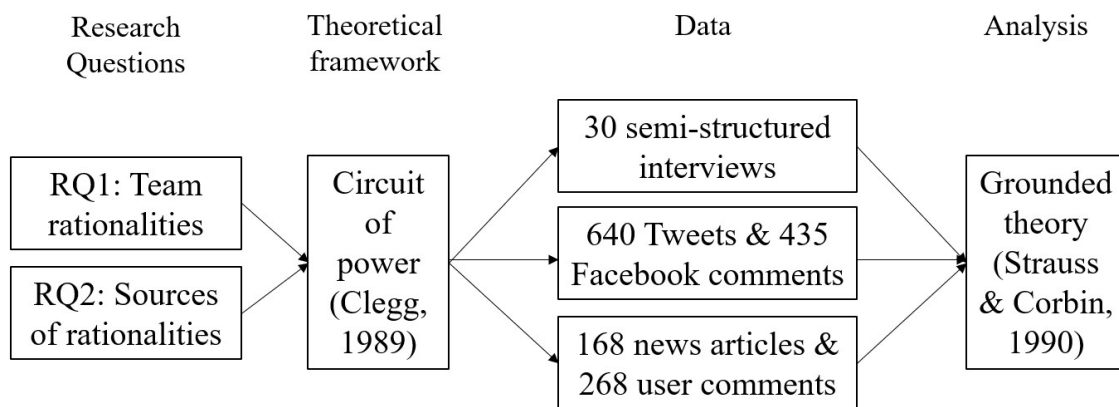 Research
Questions
Theoretical
framework
Data
Analysis
RQ1: Team
rationalities
RQ2: Sources
of rationalities
Circuit
of
power
(Clegg,
1989)
30 semi-structured
interviews
640 Tweets & 435
Facebook comments
168 news articles &
268 user comments
Grounded
theory
(Strauss
& Corbin,
1990)